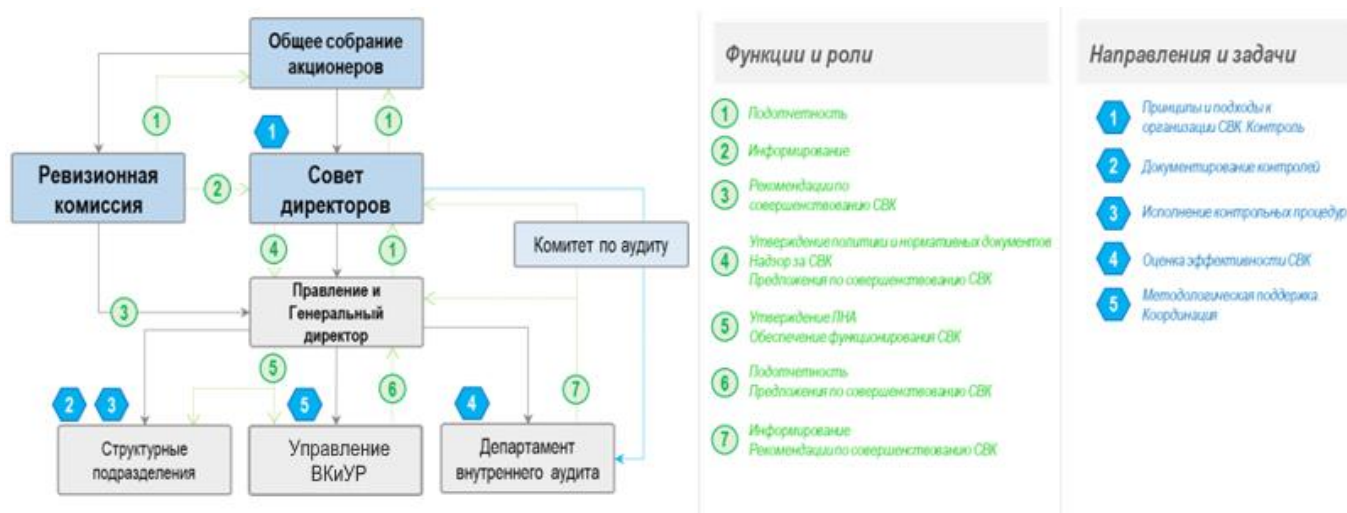 Общее собрание
акционеров
1
1
1
Ревизионная
комиссия
2
Совет
директоров
4
1
Комитет по аудиту
Правление и
Генеральный
директор
3
5
6
7
2
3
5
4
Структурные
подразделения
Управление
ВКиУР
Департамент
внутреннего аудита
Функции и роли
1
Подотчетность
2
Информирование
3
Рекомендации по
совершенствованию СВК
4
Утверждение политики и нормативных документов
Надзор за СВК
Предложения по совершенствованию СВК
5
Утверждение ЛНА
Обеспечение функционирования СВК
6
Подотчетность
Предложения по совершенствованию СВК
7
Информирование
Рекомендации по совершенствованию СВК
Направления и задачи
1
Принципы и подходы к
организации СВК. Контроль
2
Документирование контролей
3
Исполнение контрольных процедур
4
Оценка эффективности СВК
5
Методологическая поддержка.
Координация